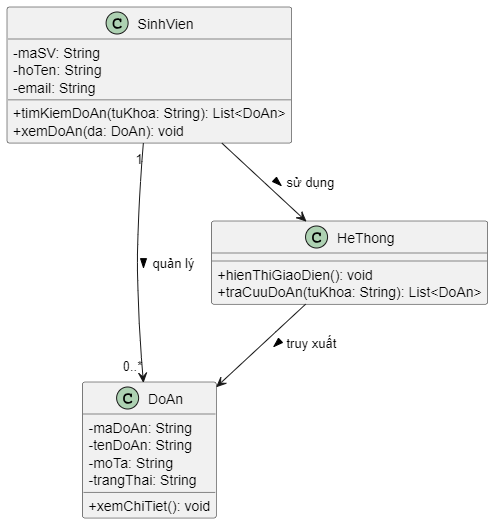 C SinhVien
-maSV: String
-hoTen: String
-email: String
+timKiemDoAn(tuKhoa: String): List<DoAn>
+xemDoAn(da: DoAn): void
1
sử dụng
C HeThong
+hienThiGiaoDien(): void
+traCuuDoAn(tuKhoa: String): List<DoAn>
quản lý
truy xuất
0..*
C DoAn
-maDoAn: String
-tenDoAn: String
-moTa: String
-trangThai: String
+xemChiTiet(): void